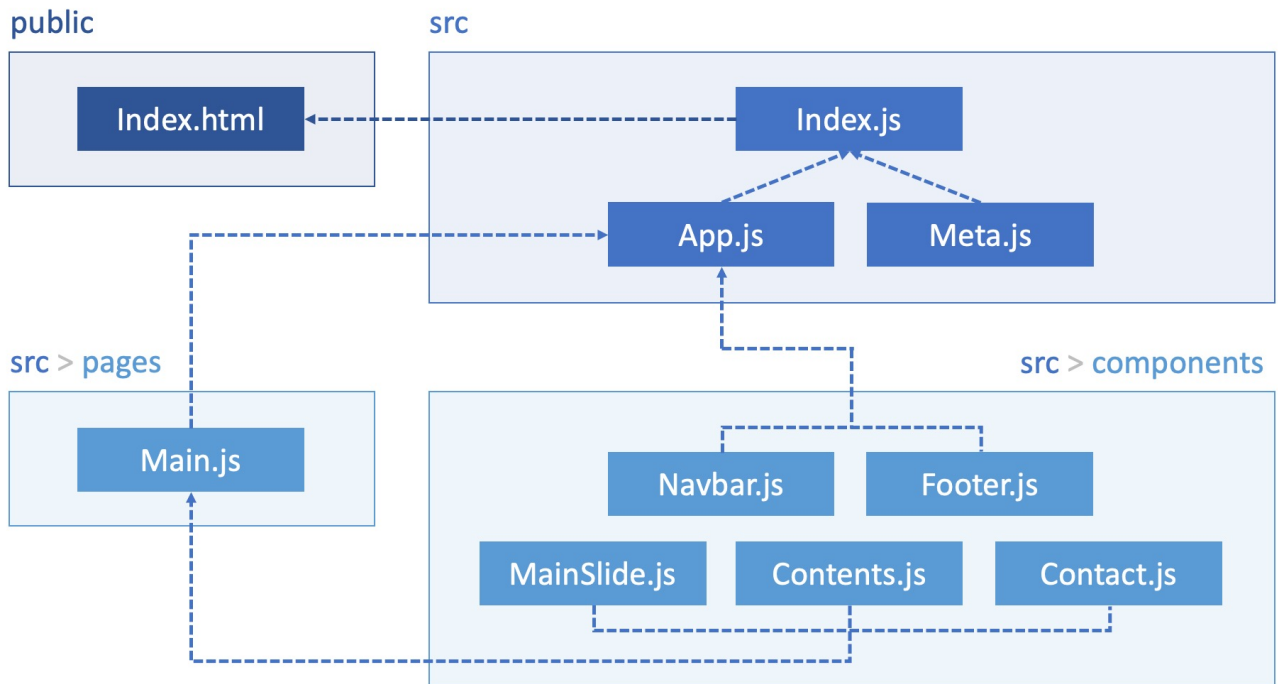 public
src
Index.html
Index.js
App.js
Meta.js
src > pages
src > components
Main.js
Navbar.js
Footer.js
MainSlide.js
Contents.js
Contact.js